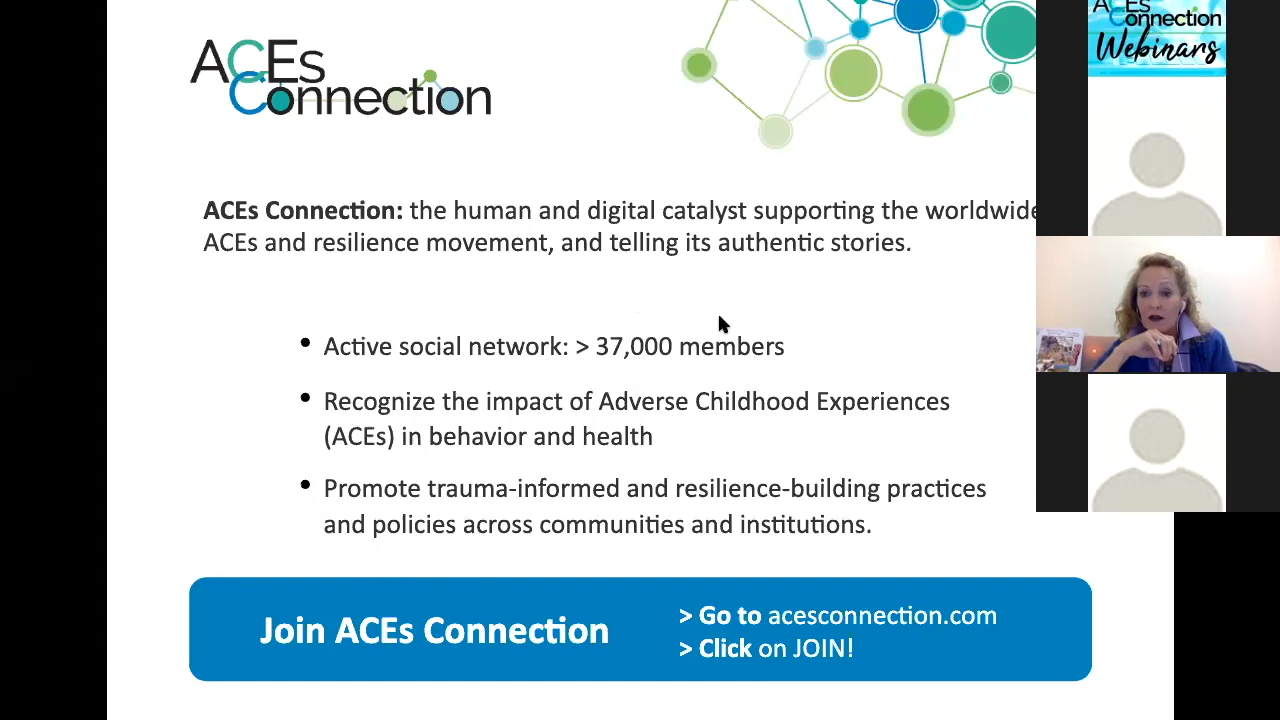 ACEs
Connection
ACEs Connection: the human and digital catalyst supporting the worldwide
ACEs and resilience movement, and telling its authentic stories.
• Active social network: > 37,000 members
• Recognize the impact of Adverse Childhood Experiences
(ACEs) in behavior and health
• Promote trauma-informed and resilience-building practices
and policies across communities and institutions.
Join ACEs Connection
> Go to acesconnection.com
> Click on JOIN!
ACEs
Connection
Webinars